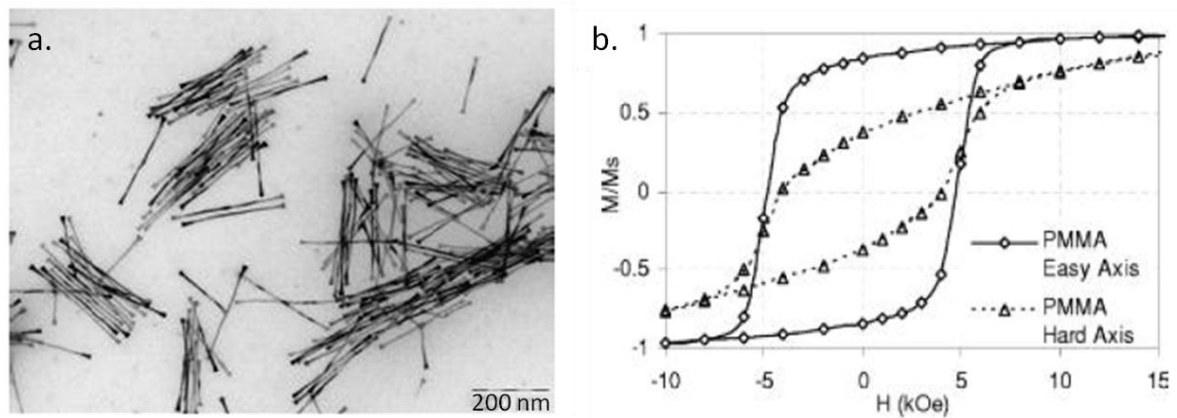 a.
200 nm
b.
1
0.5
0
-0.5
-1
M/Ms
-10 -5 0 5 10 15
H (kOe)
PMMA
Easy Axis
PMMA
Hard Axis